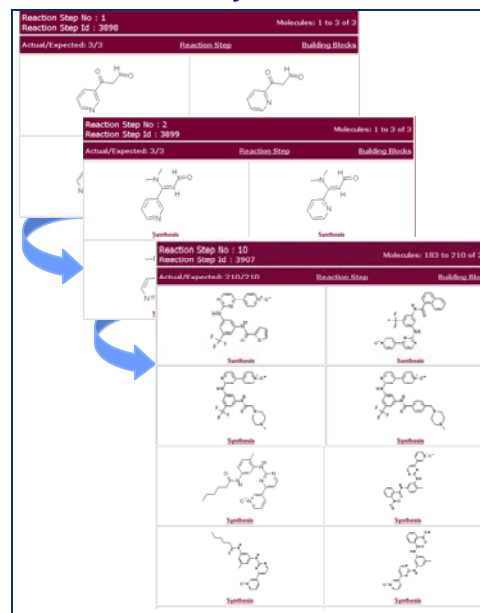 Reaction Step No : 1
Reaction Step Id : 3898
Molecules: 1 to 3 of 3
Actual/Expected: 3/3
Reaction Step
Building Blocks
Reaction Step No : 2
Reaction Step Id : 3899
Molecules: 1 to 3 of 3
Actual/Expected: 3/3
Reaction Step
Building Blocks
Synthesis
Synthesis
Reaction Step No : 10
Reaction Step Id : 3907
Molecules: 183 to 210 of 2
Actual/Expected: 210/210
Reaction Step
Building Bloc
Synthesis
Synthesis
Synthesis
Synthesis
Synthesis
Synthesis
Synthesis
Synthesis